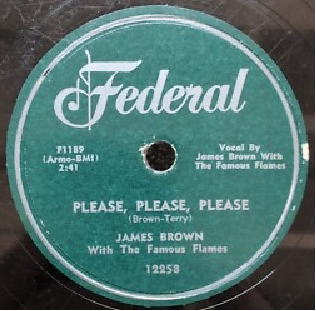 Federal
71189
(Armo-BMI)
2:41
Vocal By
James Brown With
The Famous Flames
PLEASE, PLEASE, PLEASE
(Brown-Terry)
JAMES BROWN
With The Famous Flames
12258